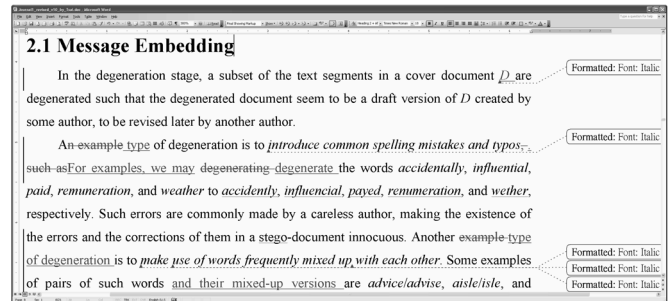 2.1 Message Embedding
In the degeneration stage, a subset of the text segments in a cover document D are
Formatted: Font: Italic
degenerated such that the degenerated document seem to be a draft version of D created by
some author, to be revised later by another author.
An example type of degeneration is to introduce common spelling mistakes and typos,
Formatted: Font: Italic
such asFor examples, we may degenerating degenerate the words accidentally, influential,
paid, remuneration, and weather to accidently, influencial, payed, renumeration, and wether,
respectively. Such errors are commonly made by a careless author, making the existence of
the errors and the corrections of them in a stego-document innocuous. Another example type
of degeneration is to make use of words frequently mixed up with each other. Some examples
Formatted: Font: Italic
Formatted: Font: Italic
of pairs of such words and their mixed-up versions are advice/advise, aisle/isle, and
Formatted: Font: Italic